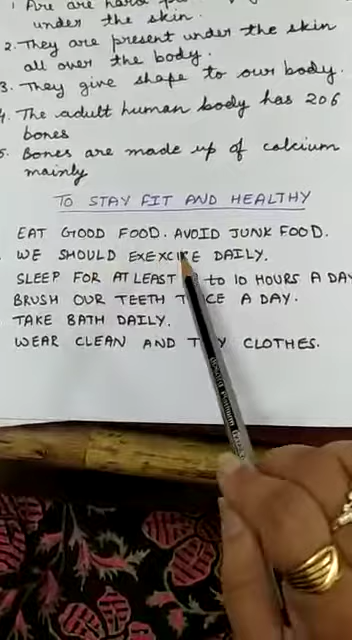 under the skin.
2. They are present under the skin
all over the body.
3. They give shape to our body.
4. The adult human body has 206
bones
5. Bones are made up of calcium
mainly
TO STAY FIT AND HEALTHY
EAT GOOD FOOD. AVOID JUNK FOOD.
WE SHOULD DAILY.
SLEEP FOR AT LEAST to 10 HOURS A DAY
BRUSH OUR TEETH A DAY.
TAKE BATH DAILY.
WEAR CLEAN AND CLOTHES.
desmat Platinum